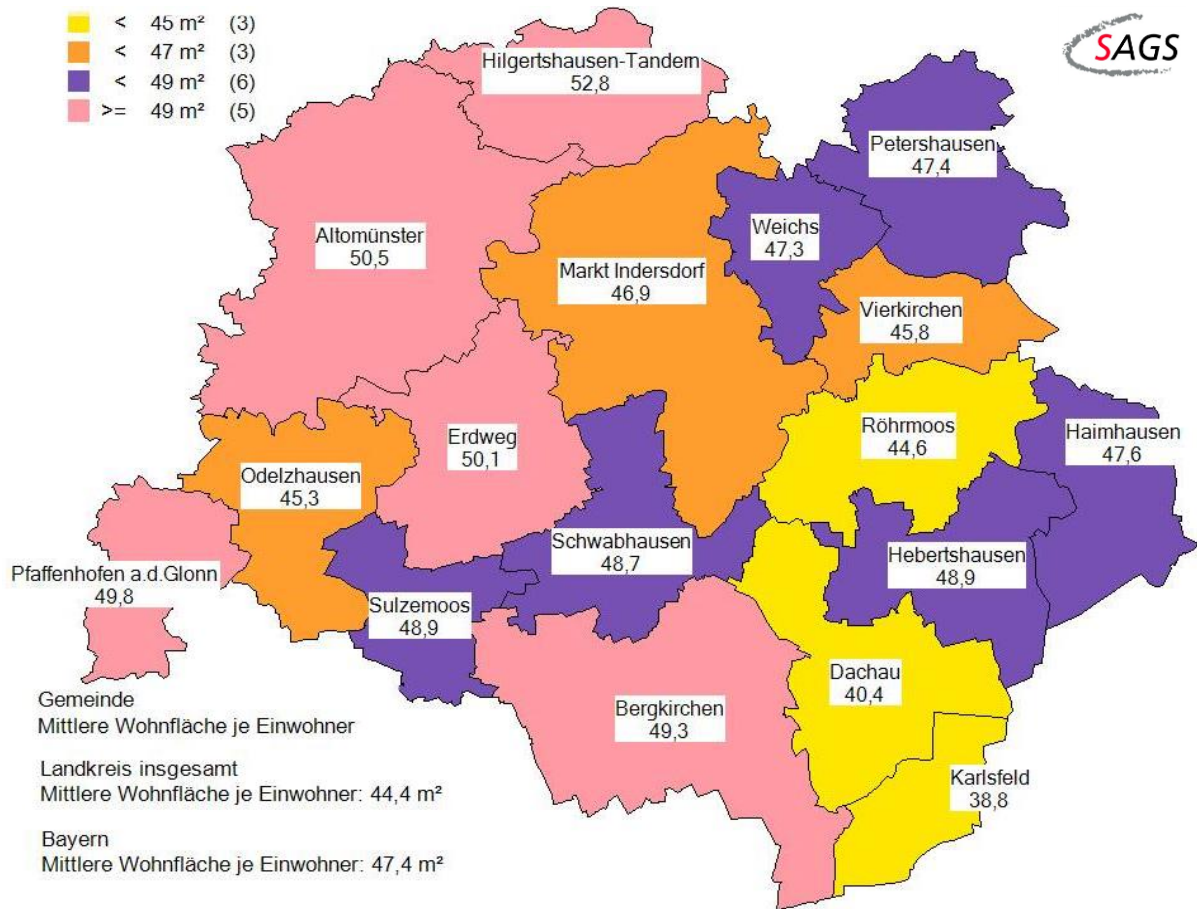 < 45 m² (3)
< 47 m² (3)
< 49 m² (6)
>= 49 m² (5)
SAGS
Hilgertshausen-Tandern
52,8
Petershausen
47,4
Altomünster
50,5
Weichs
47,3
Markt Indersdorf
46,9
Vierkirchen
45,8
Röhrmoos
44,6
Haimhausen
47,6
Erdweg
50,1
Odelzhausen
45,3
Schwabhausen
48,7
Hebertshausen
48,9
Pfaffenhofen a.d.Glonn
49,8
Sulzemoos
48,9
Dachau
40,4
Bergkirchen
49,3
Karlsfeld
38,8
Gemeinde
Mittlere Wohnfläche je Einwohner
Landkreis insgesamt
Mittlere Wohnfläche je Einwohner: 44,4 m²
Bayern
Mittlere Wohnfläche je Einwohner: 47,4 m²